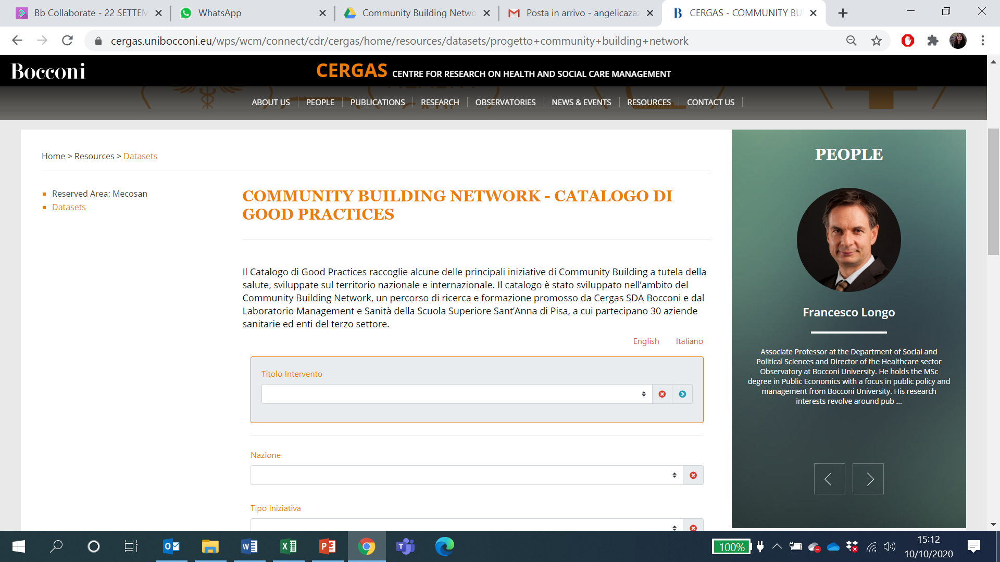 Bb Collaborate - 22 SETTEM
WhatsApp
Community Building Netwo
Posta in arrivo - angelicaza
CERGAS - COMMUNITY BU
cergas.unibocconi.eu/wps/wcm/connect/cdr/cergas/home/resources/datasets/progetto+community+building+network
Bocconi
CERGAS CENTRE FOR RESEARCH ON HEALTH AND SOCIAL CARE MANAGEMENT
ABOUT US PEOPLE PUBLICATIONS RESEARCH OBSERVATORIES NEWS & EVENTS RESOURCES CONTACT US
Home > Resources > Datasets
Reserved Area: Mecosan
Datasets
COMMUNITY BUILDING NETWORK - CATALOGO DI
GOOD PRACTICES
Il Catalogo di Good Practices raccoglie alcune delle principali iniziative di Community Building a tutela della
salute, sviluppate sul territorio nazionale e internazionale. Il catalogo è stato sviluppato nell’ambito del
Community Building Network, un percorso di ricerca e formazione promosso da Cergas SDA Bocconi e dal
Laboratorio Management e Sanità della Scuola Superiore Sant’Anna di Pisa, a cui partecipano 30 aziende
sanitarie ed enti del terzo settore.
English Italiano
Titolo Intervento
Nazione
Tipo Iniziativa
PEOPLE
Francesco Longo
Associate Professor at the Department of Social and
Political Sciences and Director of the Healthcare sector
Observatory at Bocconi University. He holds the MSc
degree in Public Economics with a focus in public policy and
management from Bocconi University. His research
interests revolve around pub ...
100%
15:12
10/10/2020